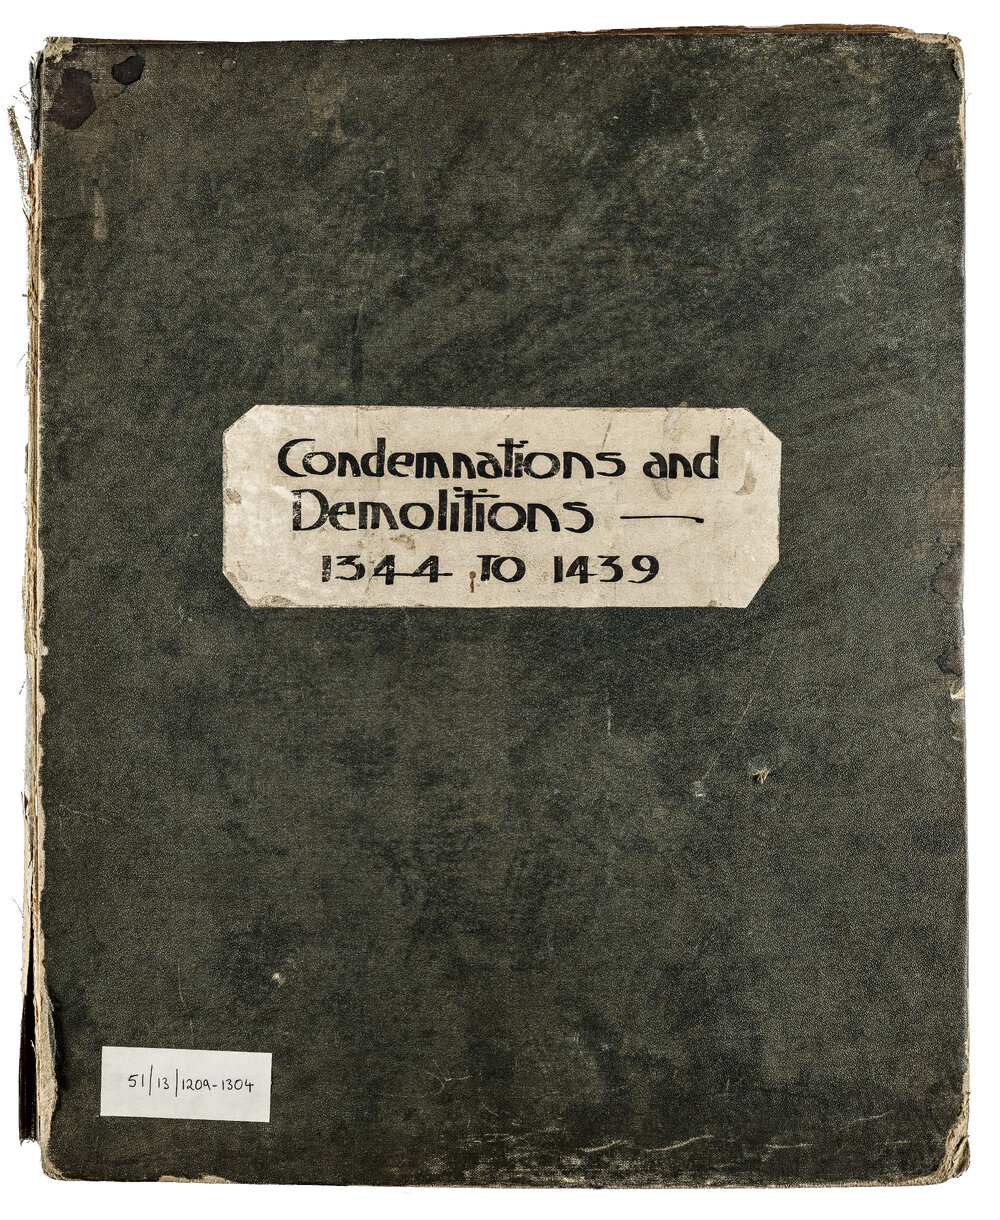 Condemnations and
Demolitions —
1344 TO 1439
51/13/1209-1304